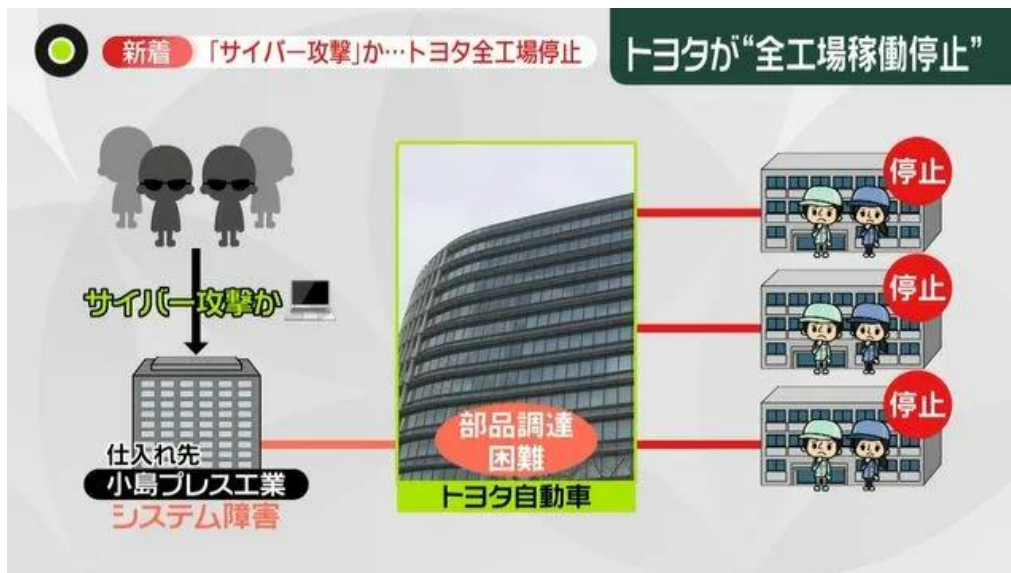 新着
「サイバー攻撃」か…トヨタ全工場停止
トヨタが“全工場稼働停止”
サイバー攻撃か
仕入れ先
小島プレス工業
システム障害
部品調達
困難
トヨタ自動車
停止
停止
停止